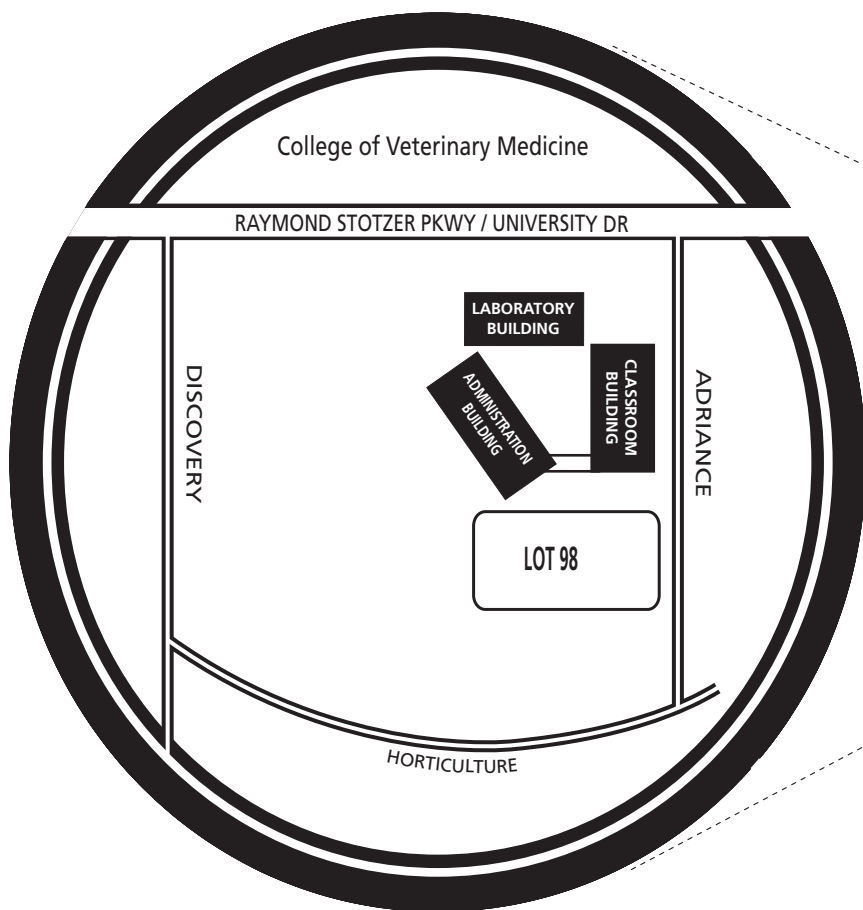 College of Veterinary Medicine
RAYMOND STOTZER PKWY / UNIVERSITY DR
LABORATORY
BUILDING
CLASSROOM
BUILDING
ADMINISTRATION
BUILDING
DISCOVERY
ADRIANCE
LOT 98
HORTICULTURE